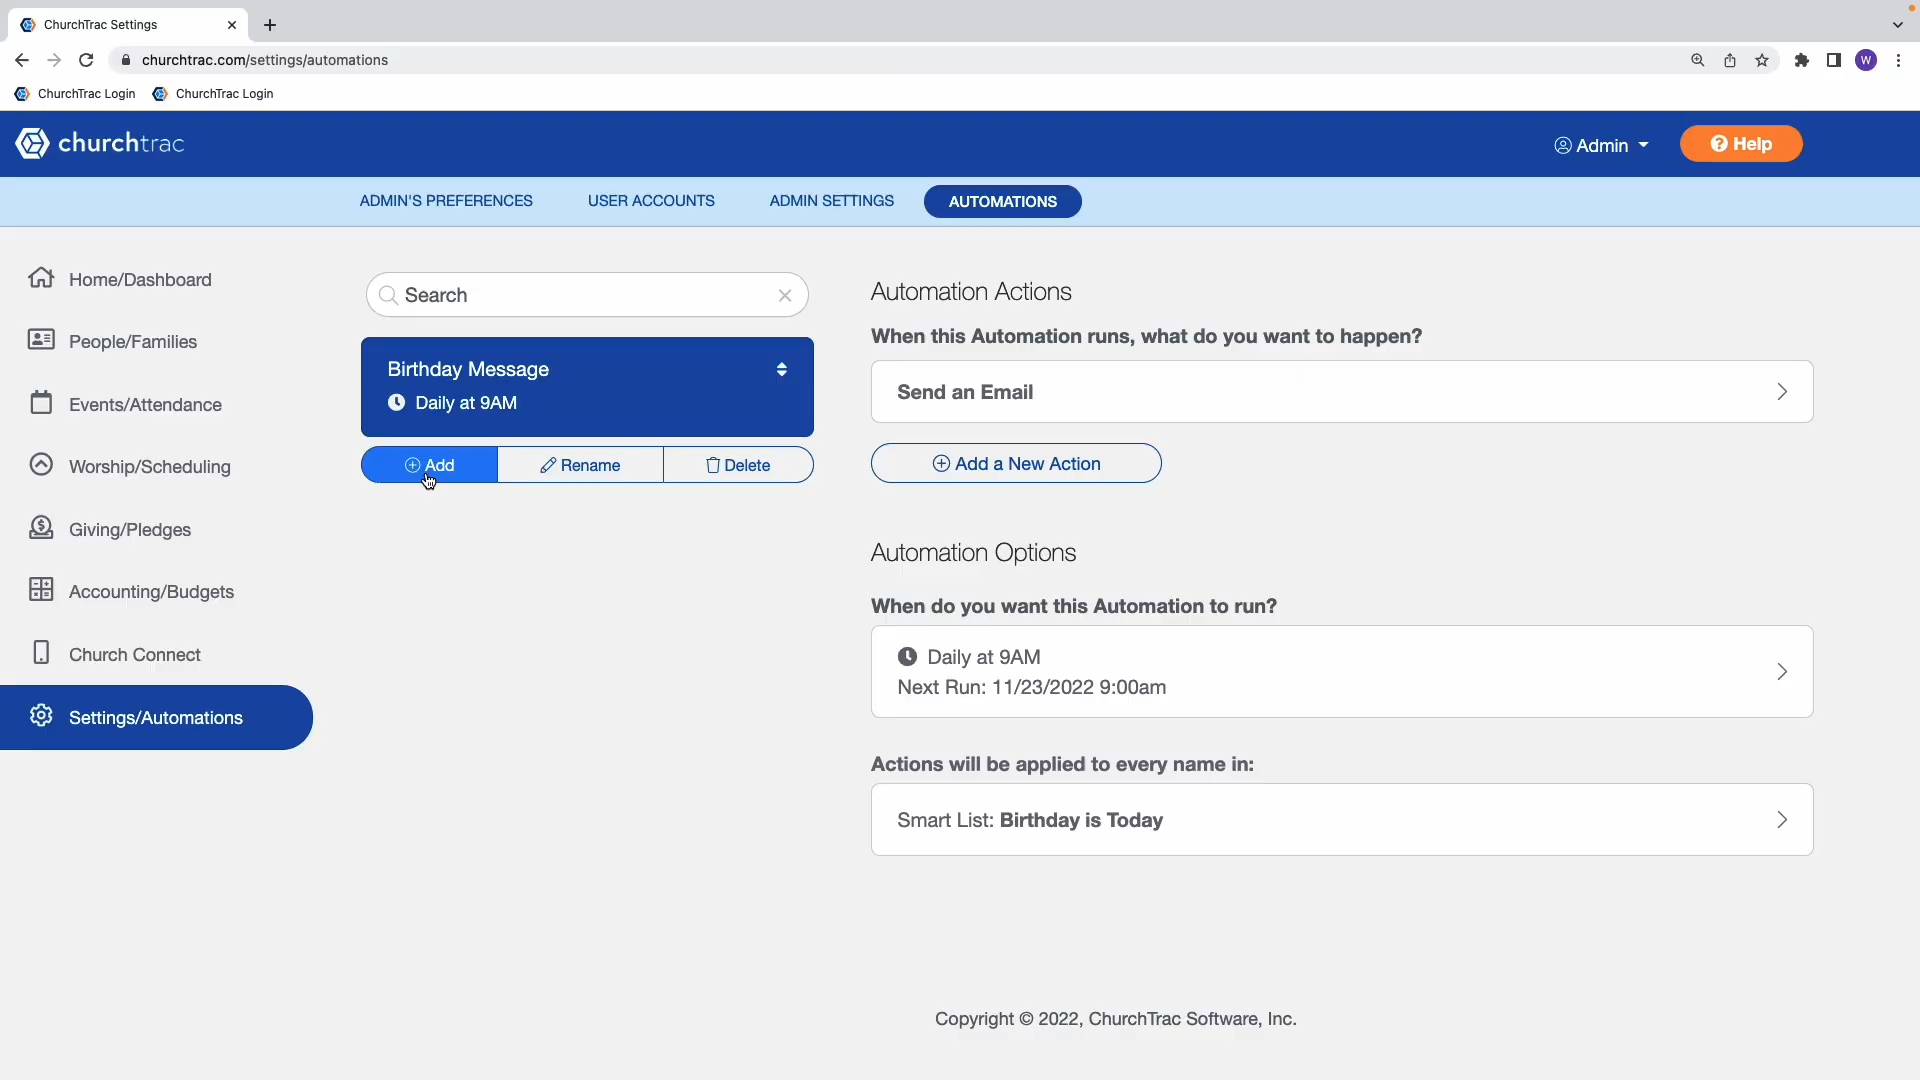 ChurchTrac Settings
churchtrac.com/settings/automations
W
ChurchTrac Login
ChurchTrac Login
churchtrac
Admin
Help
ADMIN'S PREFERENCES
USER ACCOUNTS
ADMIN SETTINGS
AUTOMATIONS
Home/Dashboard
People/Families
Events/Attendance
Worship/Scheduling
Giving/Pledges
Accounting/Budgets
Church Connect
Settings/Automations
Search
Birthday Message
Daily at 9AM
Add
Rename
Delete
Automation Actions
When this Automation runs, what do you want to happen?
Send an Email
Add a New Action
Automation Options
When do you want this Automation to run?
Daily at 9AM
Next Run: 11/23/2022 9:00am
Actions will be applied to every name in:
Smart List: Birthday is Today
Copyright © 2022, ChurchTrac Software, Inc.